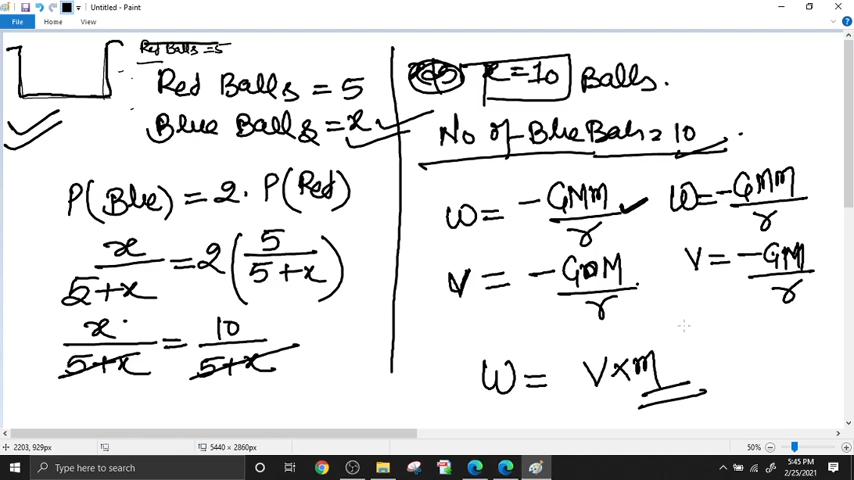 Untitled - Paint
File Home View
Red Balls = 5
Red Balls = 5
Blue Balls = x
P(Blue) = 2. P(Red)
x/5+x = 2(5/5+x)
x/5+x = 10/5+x
x = 10 Balls.
No of Blue Balls = 10.
W = -GMm/r W = -GMm/r
V = -GM/r V = -GM/r
W = V×m
2203, 929px 5440 × 2860px 50%
Type here to search
5:45 PM
2/25/2021